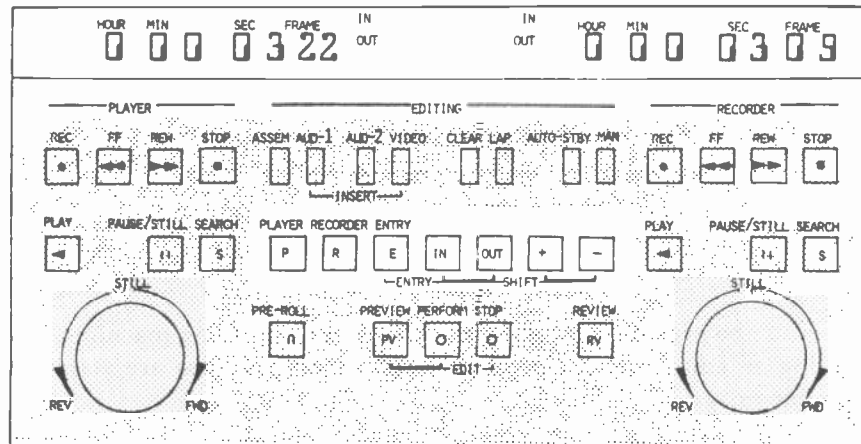 HOUR MIN SEC FRAME IN IN HOUR MIN SEC FRAME
0 0 0 0 3 22 OUT OUT 0 0 0 0 3 0 9
PLAYER EDITING RECORDER
REC FF REW STOP ASSEM AUD-1 AUD-2 VIDEO CLEAR LAP AUTO-STBY MAN REC FF REW STOP
INSERT
PLAY PAUSE/STILL SEARCH PLAYER RECORDER ENTRY PLAY PAUSE/STILL SEARCH
S P R E IN OUT + - S
ENTRY SHIFT
STILL STILL
PRE-ROLL PREVIEW PERFORM STOP REVIEW
PV O O RV
EDIT
REV FWD REV FWD